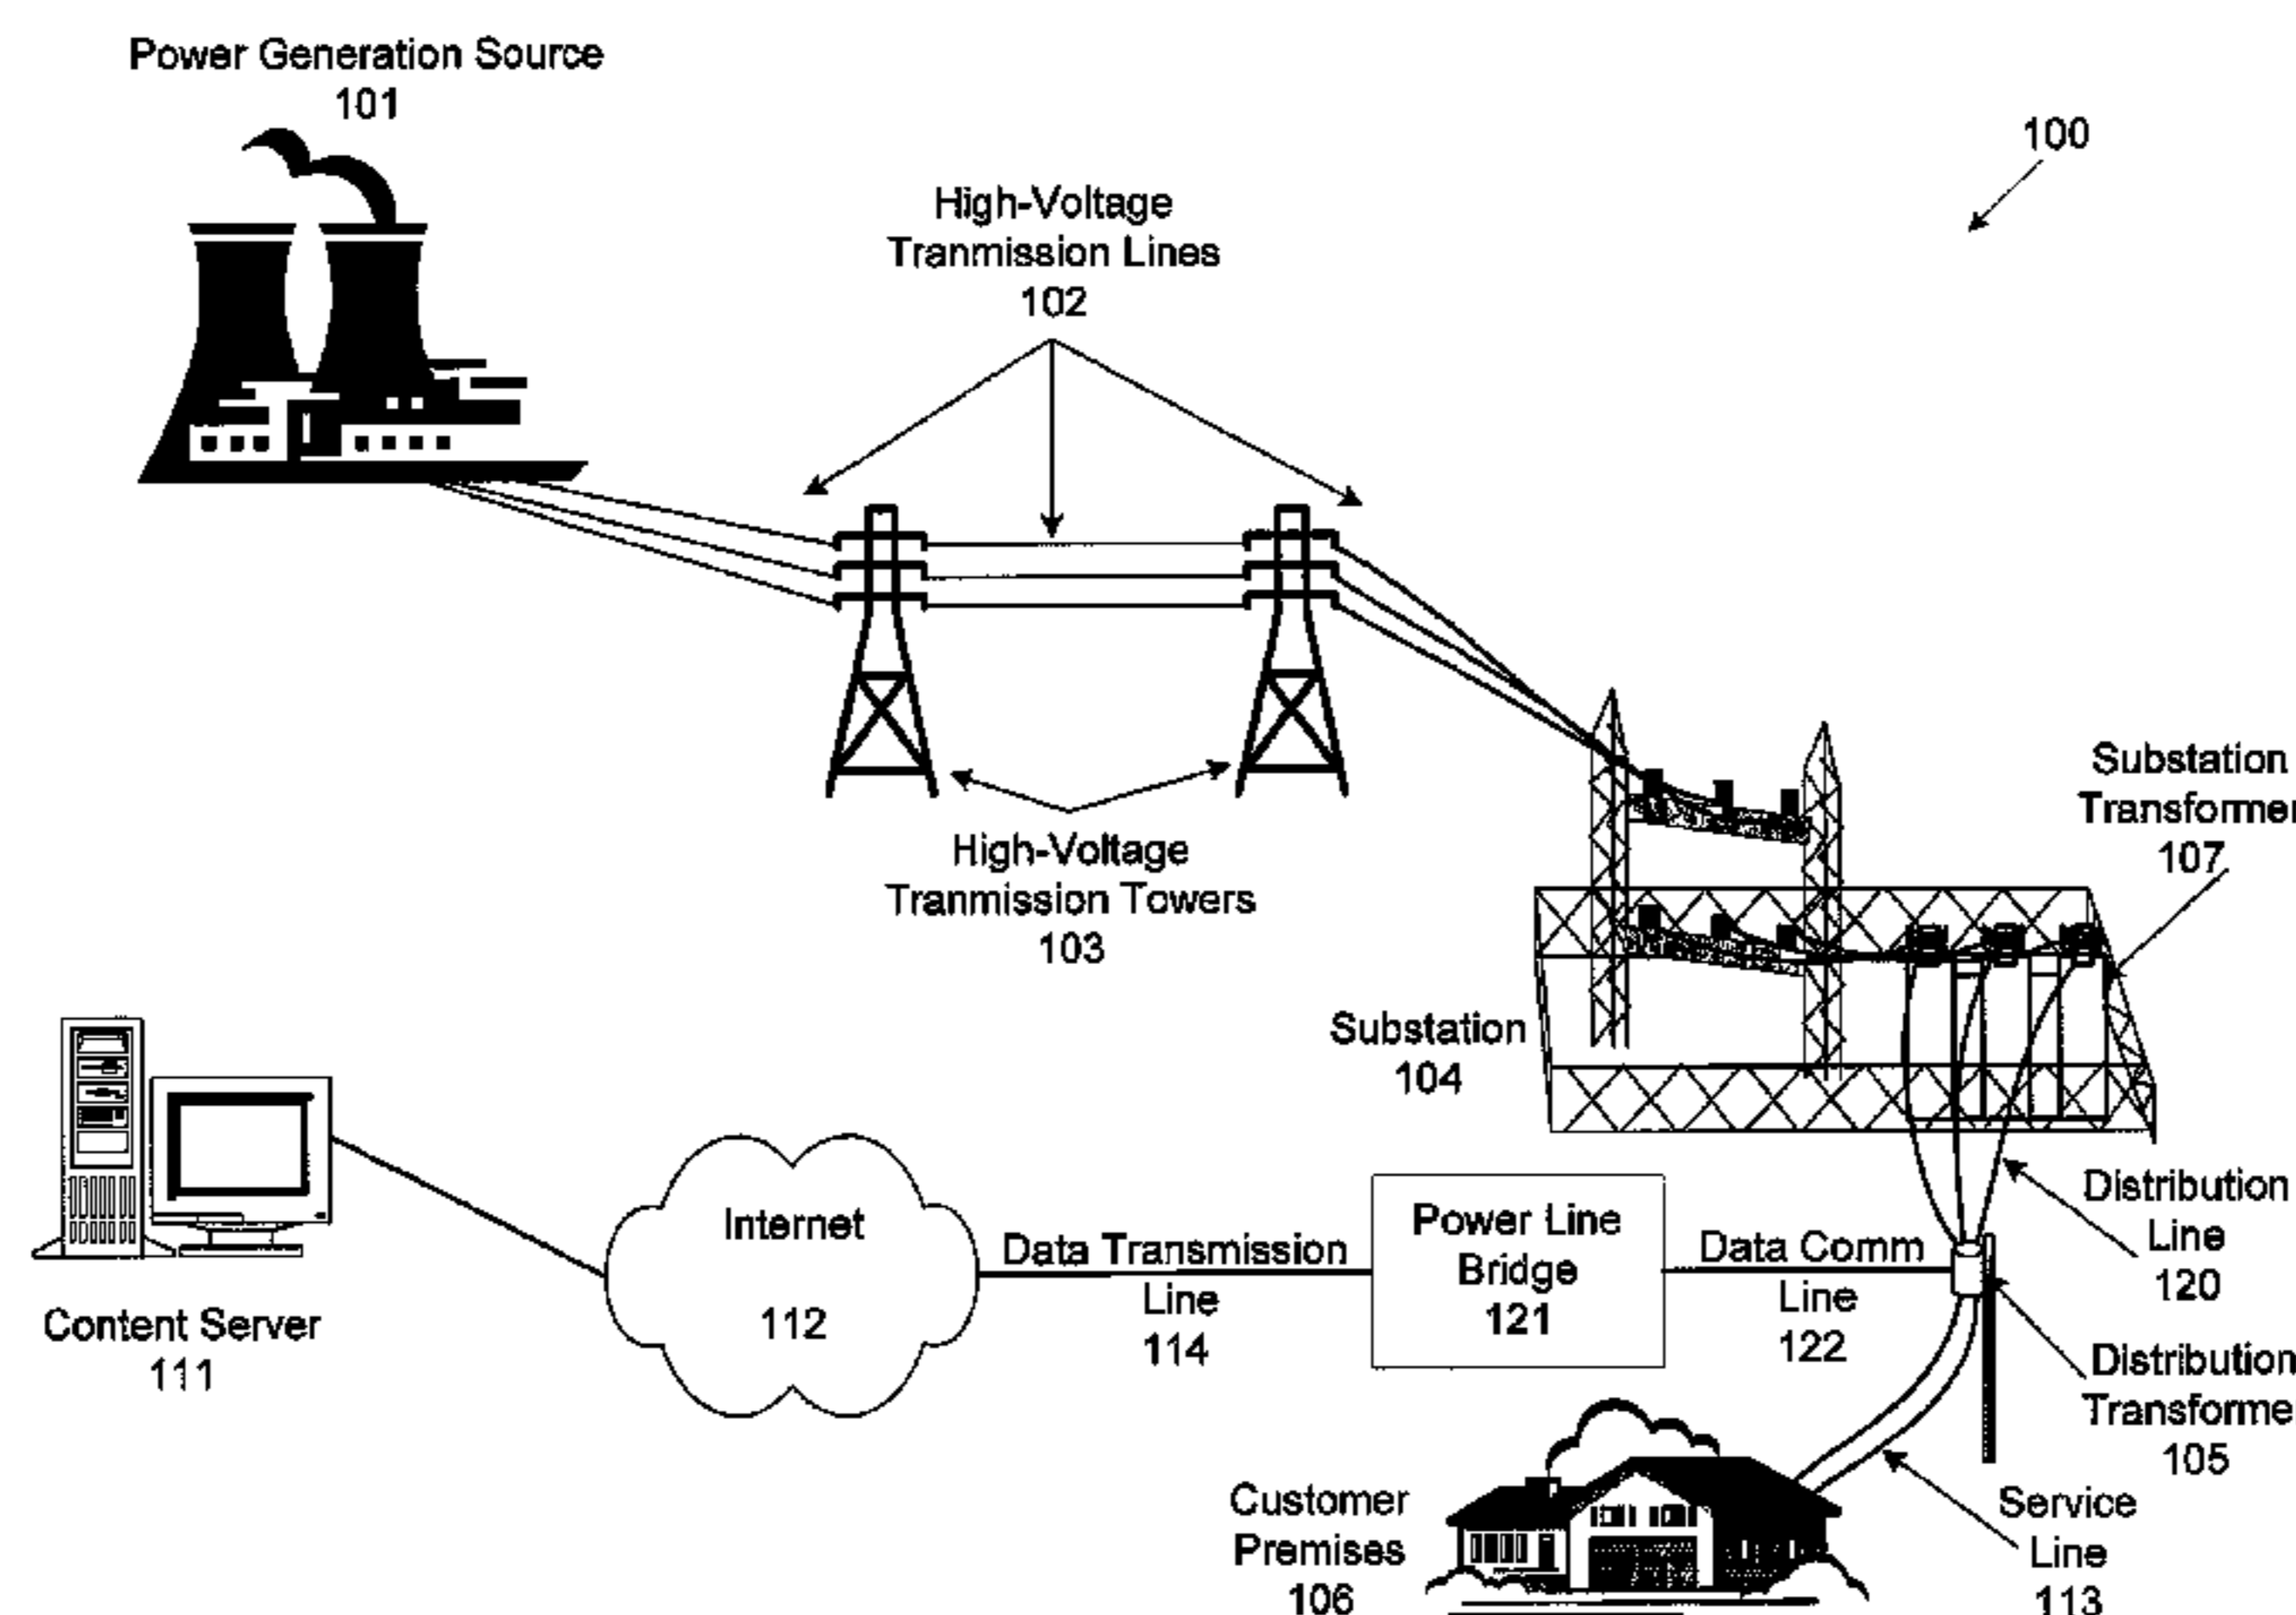 Power Generation Source
101
100
High-Voltage
Tranmission Lines
102
High-Voltage
Tranmission Towers
103
Substation
Transformer
107
Substation
104
Content Server
111
Internet
112
Data Transmission
Line
114
Power Line
Bridge
121
Data Comm
Line
122
Distribution
Line
120
Distribution
Transforme
105
Customer
Premises
106
Service
Line
113